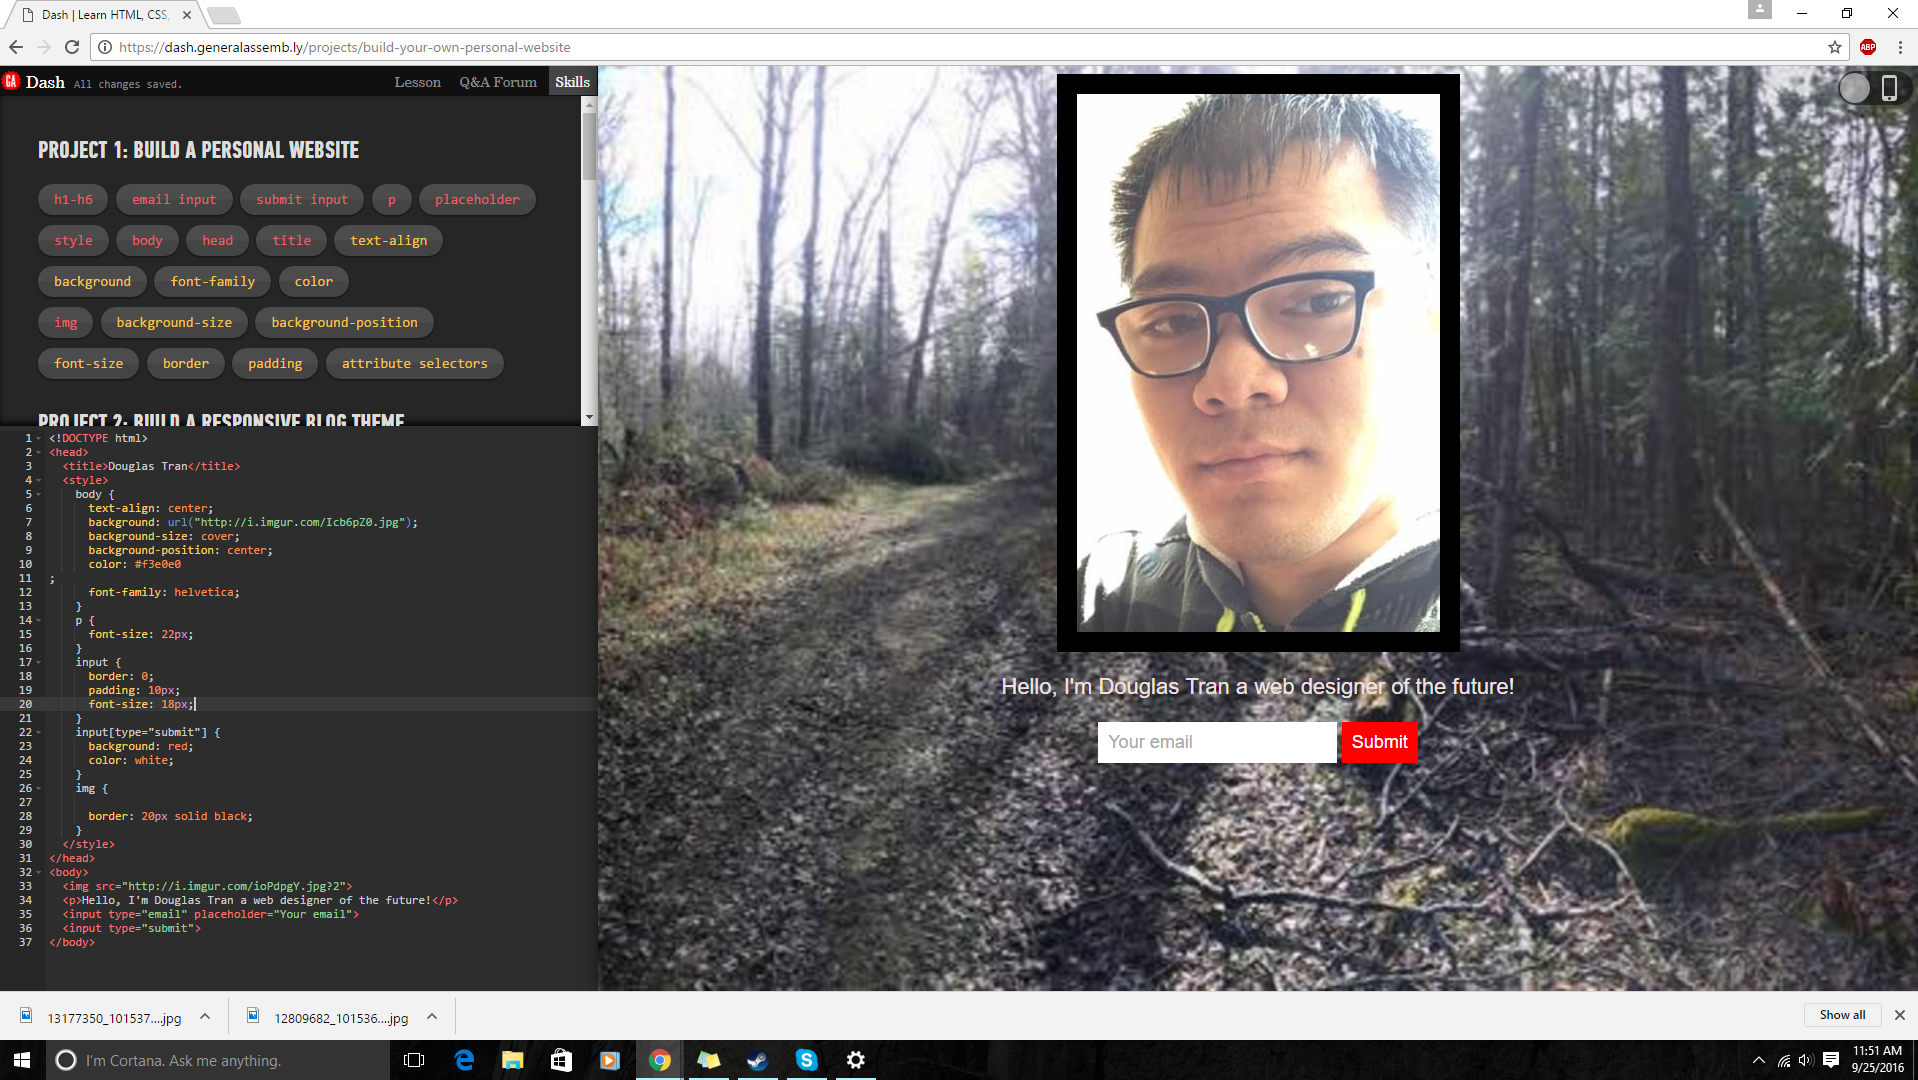 Dash | Learn HTML, CSS,
https://dash.generalassemb.ly/projects/build-your-own-personal-website
ABP
GA Dash All changes saved. Lesson Q&A Forum Skills
PROJECT 1: BUILD A PERSONAL WEBSITE
h1-h6 email input submit input p placeholder
style body head title text-align
background font-family color
img background-size background-position
font-size border padding attribute selectors
PROJECT 2: BUILD A RESPONSIVE BLOG THEME
1 <!DOCTYPE html>
2 <head>
3 <title>Douglas Tran</title>
4 <style>
5 body {
6 text-align: center;
7 background: url("http://i.imgur.com/Icb6pZ0.jpg");
8 background-size: cover;
9 background-position: center;
10 color: #f3e0e0
11 ;
12 font-family: helvetica;
13 }
14 p {
15 font-size: 22px;
16 }
17 input {
18 border: 0;
19 padding: 10px;
20 font-size: 18px;
21 }
22 input[type="submit"] {
23 background: red;
24 color: white;
25 }
26 img {
27
28 border: 20px solid black;
29 }
30 </style>
31 </head>
32 <body>
33 <img src="http://i.imgur.com/ioPdpgY.jpg?2">
34 <p>Hello, I'm Douglas Tran a web designer of the future!</p>
35 <input type="email" placeholder="Your email">
36 <input type="submit">
37 </body>
Hello, I'm Douglas Tran a web designer of the future!
Your email Submit
13177350_101537....jpg 12809682_101536....jpg Show all
I'm Cortana. Ask me anything.
11:51 AM
9/25/2016